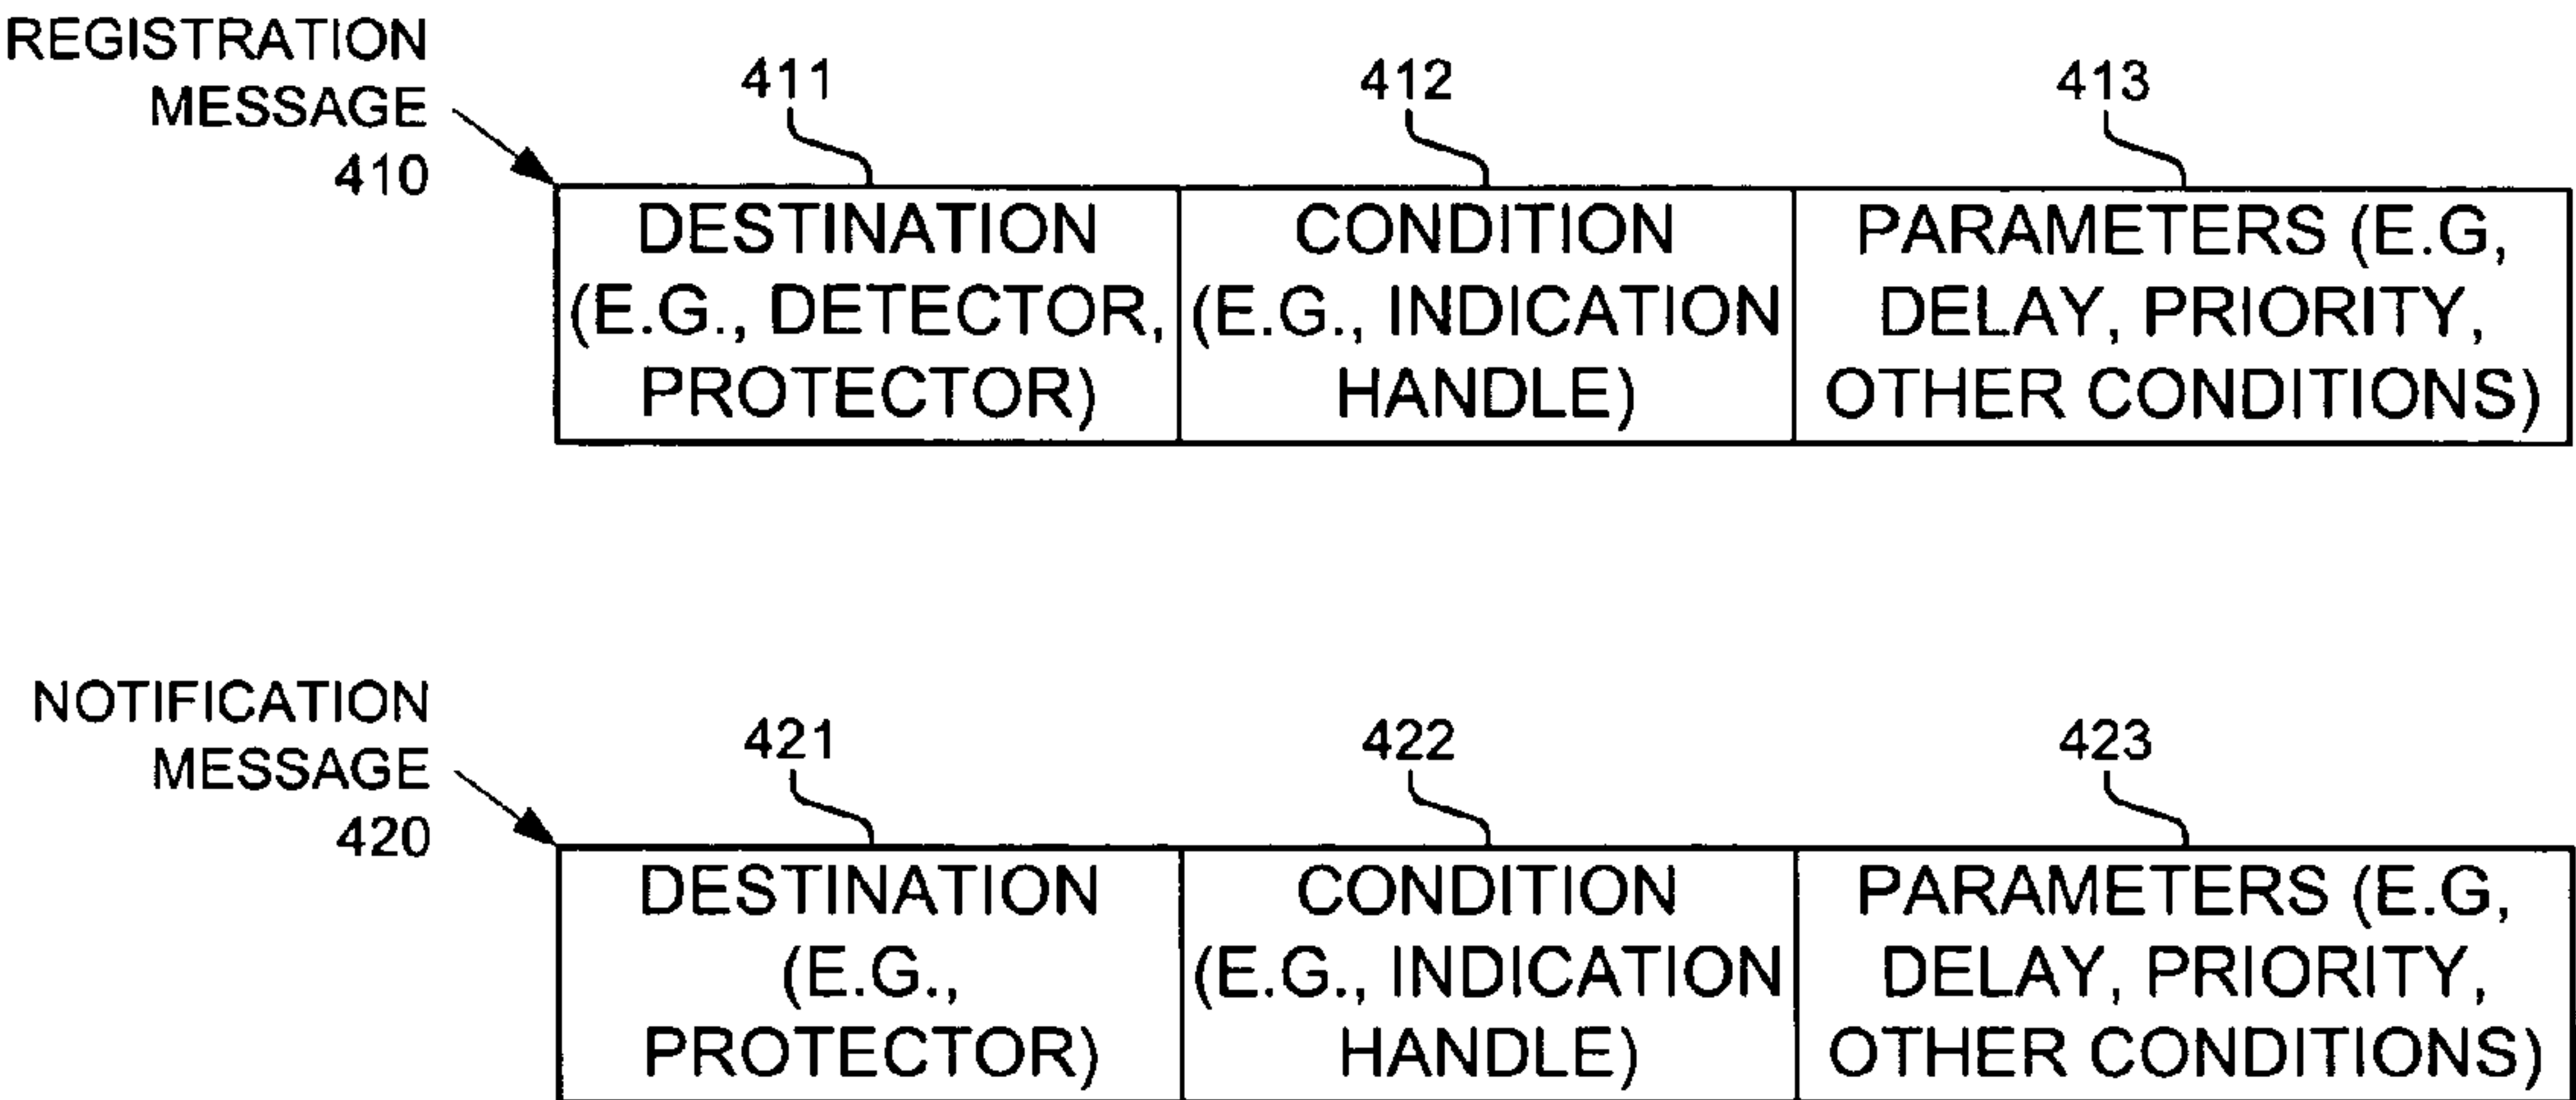 REGISTRATION
MESSAGE
410
411
412
413
DESTINATION
(E.G., DETECTOR,
PROTECTOR)
CONDITION
(E.G., INDICATION
HANDLE)
PARAMETERS (E.G,
DELAY, PRIORITY,
OTHER CONDITIONS)
NOTIFICATION
MESSAGE
420
421
422
423
DESTINATION
(E.G.,
PROTECTOR)
CONDITION
(E.G., INDICATION
HANDLE)
PARAMETERS (E.G,
DELAY, PRIORITY,
OTHER CONDITIONS)